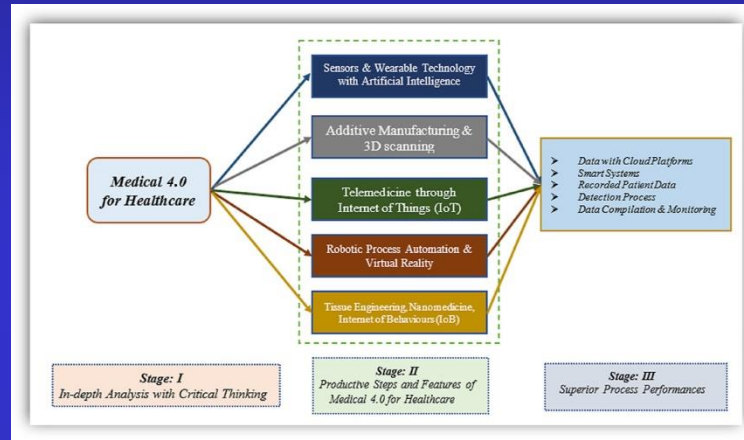 Sensors & Wearable Technology
with Artificial Intelligence
Additive Manufacturing &
3D scanning
Medical 4.0
for Healthcare
Telemedicine through
Internet of Things (IoT)
Robotic Process Automation &
Virtual Reality
Tissue Engineering, Nanomedicine,
Internet of Behaviours (IoB)
➤ Data with Cloud Platforms
➤ Smart Systems
➤ Recorded Patient Data
➤ Detection Process
➤ Data Compilation & Monitoring
Stage: I
In-depth Analysis with Critical Thinking
Stage: II
Productive Steps and Features of
Medical 4.0 for Healthcare
Stage: III
Superior Process Performances